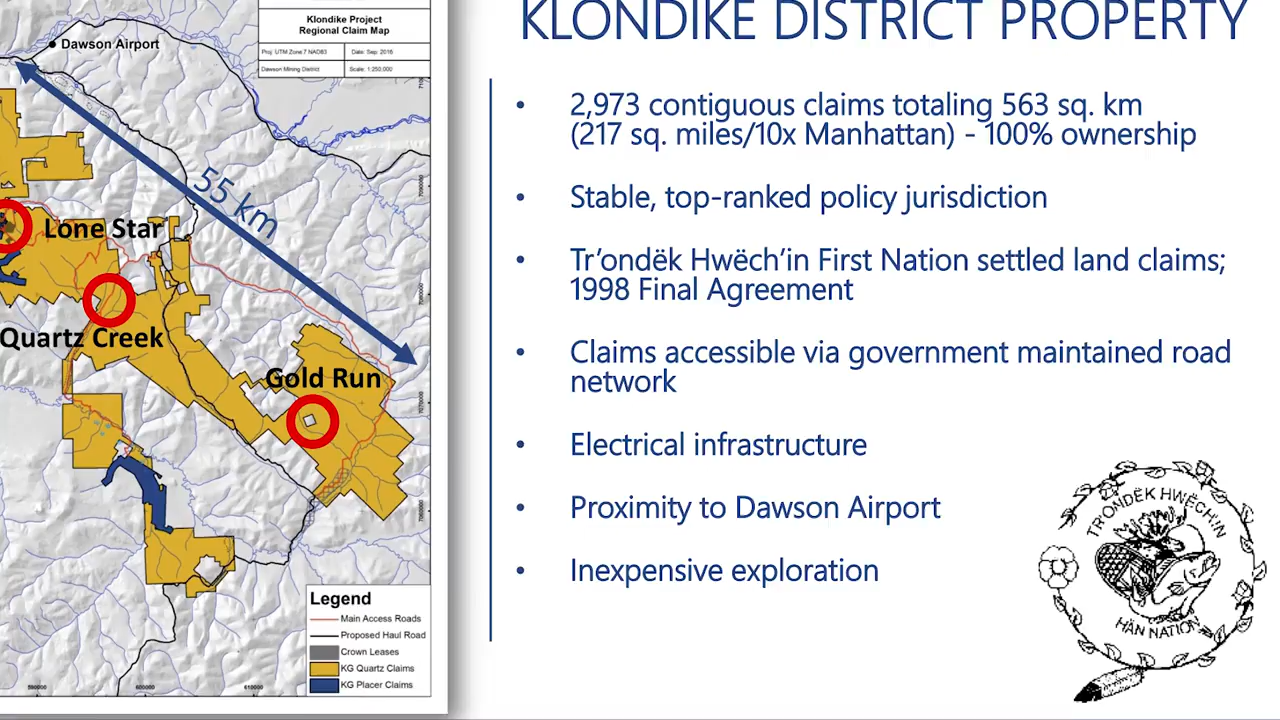 KLONDIKE DISTRICT PROPERTY
Klondike Project
Regional Claim Map
Proj: UTM Zone 7 NAD83
Date: Sep. 2016
Dawson Mining District
Scale: 1:250,000
Dawson Airport
55 km
Lone Star
Quartz Creek
Gold Run
Legend
Main Access Roads
Proposed Haul Road
Crown Leases
KG Quartz Claims
KG Placer Claims
590000
600000
610000
• 2,973 contiguous claims totaling 563 sq. km
(217 sq. miles/10x Manhattan) - 100% ownership
• Stable, top-ranked policy jurisdiction
• Tr’ondëk Hwëch’in First Nation settled land claims;
1998 Final Agreement
• Claims accessible via government maintained road
network
• Electrical infrastructure
• Proximity to Dawson Airport
• Inexpensive exploration
TR'ONDËK HWËCH'IN
HÄN NATION